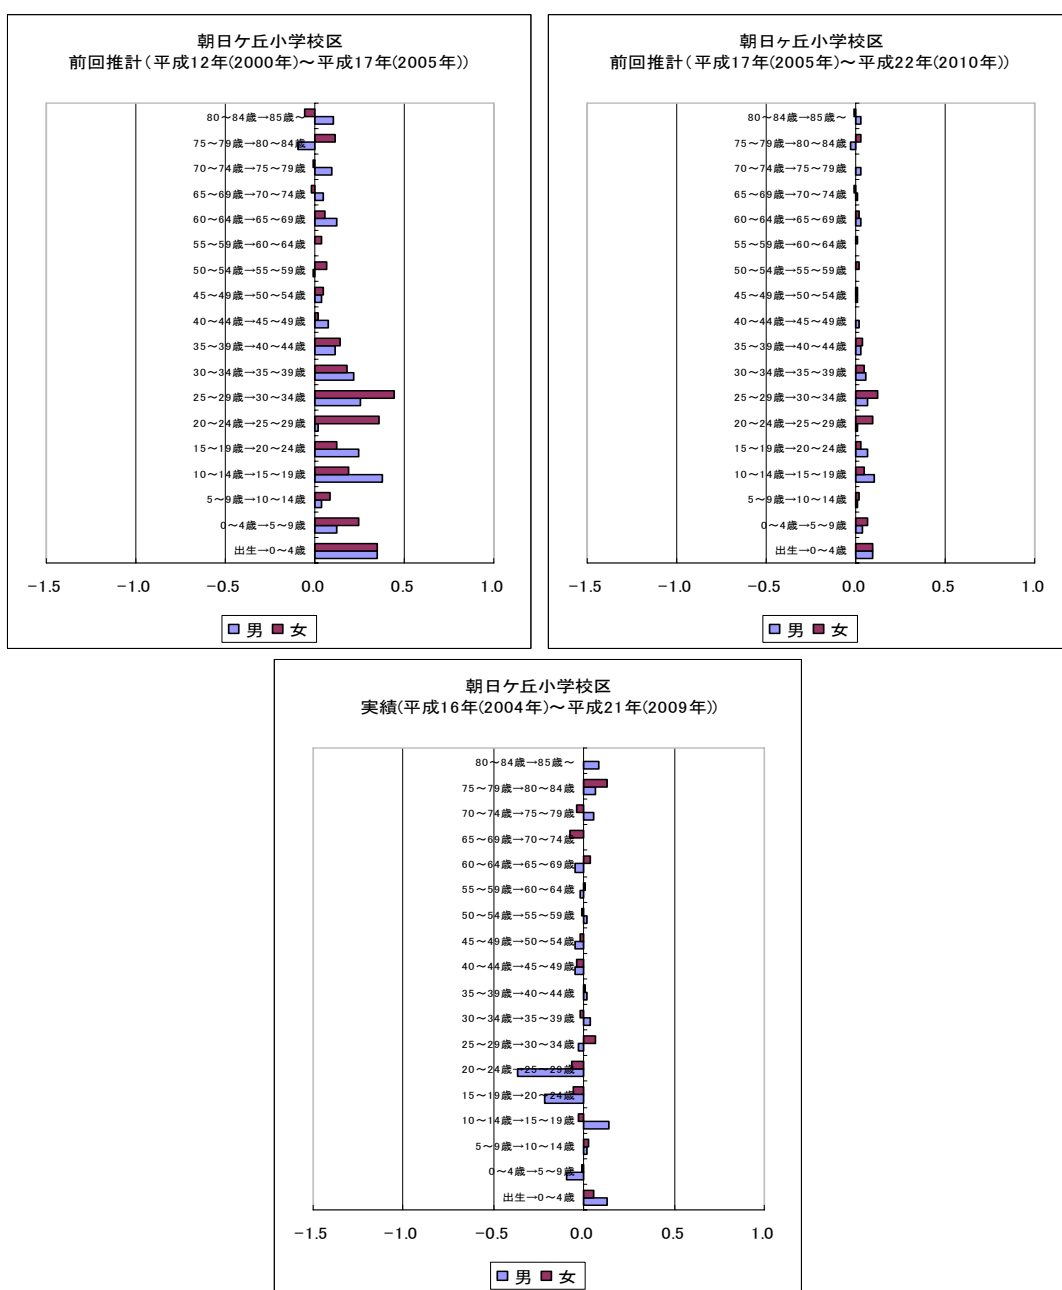 朝日ケ丘小学校区
前回推計(平成12年(2000年)~平成17年(2005年))
80~84歳→85歳~
75~79歳→80~84歳
70~74歳→75~79歳
65~69歳→70~74歳
60~64歳→65~69歳
55~59歳→60~64歳
50~54歳→55~59歳
45~49歳→50~54歳
40~44歳→45~49歳
35~39歳→40~44歳
30~34歳→35~39歳
25~29歳→30~34歳
20~24歳→25~29歳
15~19歳→20~24歳
10~14歳→15~19歳
5~9歳→10~14歳
0~4歳→5~9歳
出生→0~4歳
-1.5 -1.0 -0.5 0.0 0.5 1.0
男 女
朝日ヶ丘小学校区
前回推計(平成17年(2005年)~平成22年(2010年))
80~84歳→85歳~
75~79歳→80~84歳
70~74歳→75~79歳
65~69歳→70~74歳
60~64歳→65~69歳
55~59歳→60~64歳
50~54歳→55~59歳
45~49歳→50~54歳
40~44歳→45~49歳
35~39歳→40~44歳
30~34歳→35~39歳
25~29歳→30~34歳
20~24歳→25~29歳
15~19歳→20~24歳
10~14歳→15~19歳
5~9歳→10~14歳
0~4歳→5~9歳
出生→0~4歳
-1.5 -1.0 -0.5 0.0 0.5 1.0
男 女
朝日ケ丘小学校区
実績(平成16年(2004年)~平成21年(2009年))
80~84歳→85歳~
75~79歳→80~84歳
70~74歳→75~79歳
65~69歳→70~74歳
60~64歳→65~69歳
55~59歳→60~64歳
50~54歳→55~59歳
45~49歳→50~54歳
40~44歳→45~49歳
35~39歳→40~44歳
30~34歳→35~39歳
25~29歳→30~34歳
20~24歳→25~29歳
15~19歳→20~24歳
10~14歳→15~19歳
5~9歳→10~14歳
0~4歳→5~9歳
出生→0~4歳
-1.5 -1.0 -0.5 0.0 0.5 1.0
男 女